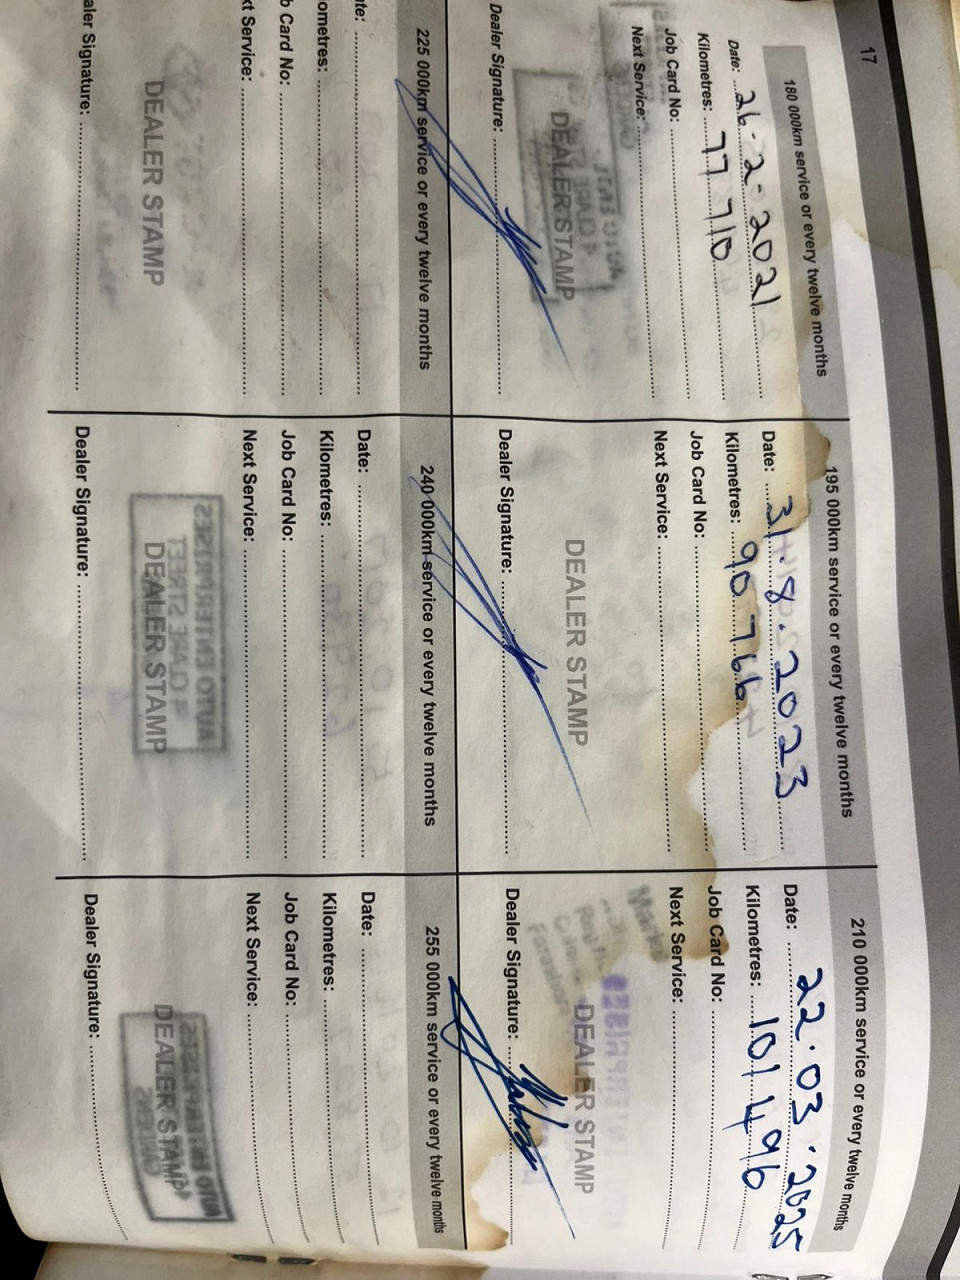 17
180 000km service or every twelve months
Date: 26-2-2021
Kilometres: 77 710
Job Card No:
Next Service:
DEALER STAMP
Dealer Signature:
195 000km service or every twelve months
Date: 31.8.2023
Kilometres: 90 766
Job Card No:
Next Service:
DEALER STAMP
Dealer Signature:
210 000km service or every twelve months
Date: 22.03.2025
Kilometres: 101 496
Job Card No:
Next Service:
DEALER STAMP
Dealer Signature:
225 000km service or every twelve months
ate:
ometres:
b Card No:
xt Service:
DEALER STAMP
aler Signature:
240 000km service or every twelve months
Date:
Kilometres:
Job Card No:
Next Service:
DEALER STAMP
Dealer Signature:
255 000km service or every twelve months
Date:
Kilometres:
Job Card No:
Next Service:
DEALER STAMP
Dealer Signature: